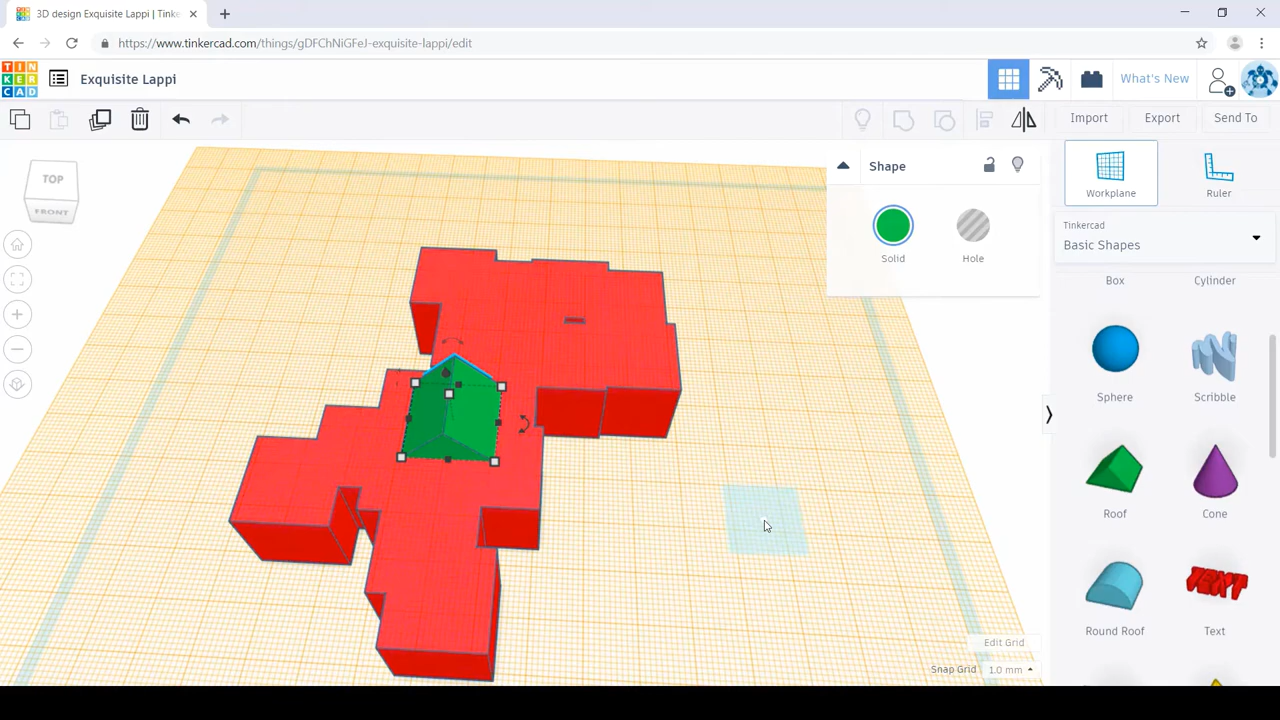 3D design Exquisite Lappi | Tinke
https://www.tinkercad.com/things/gDFChNiGFeJ-exquisite-lappi/edit
TIN
KER
CAD
Exquisite Lappi
What's New
Import
Export
Send To
TOP
FRONT
Shape
Solid
Hole
Workplane
Ruler
Tinkercad
Basic Shapes
Box
Cylinder
Sphere
Scribble
Roof
Cone
Round Roof
TEXT
Text
Edit Grid
Snap Grid
1.0 mm